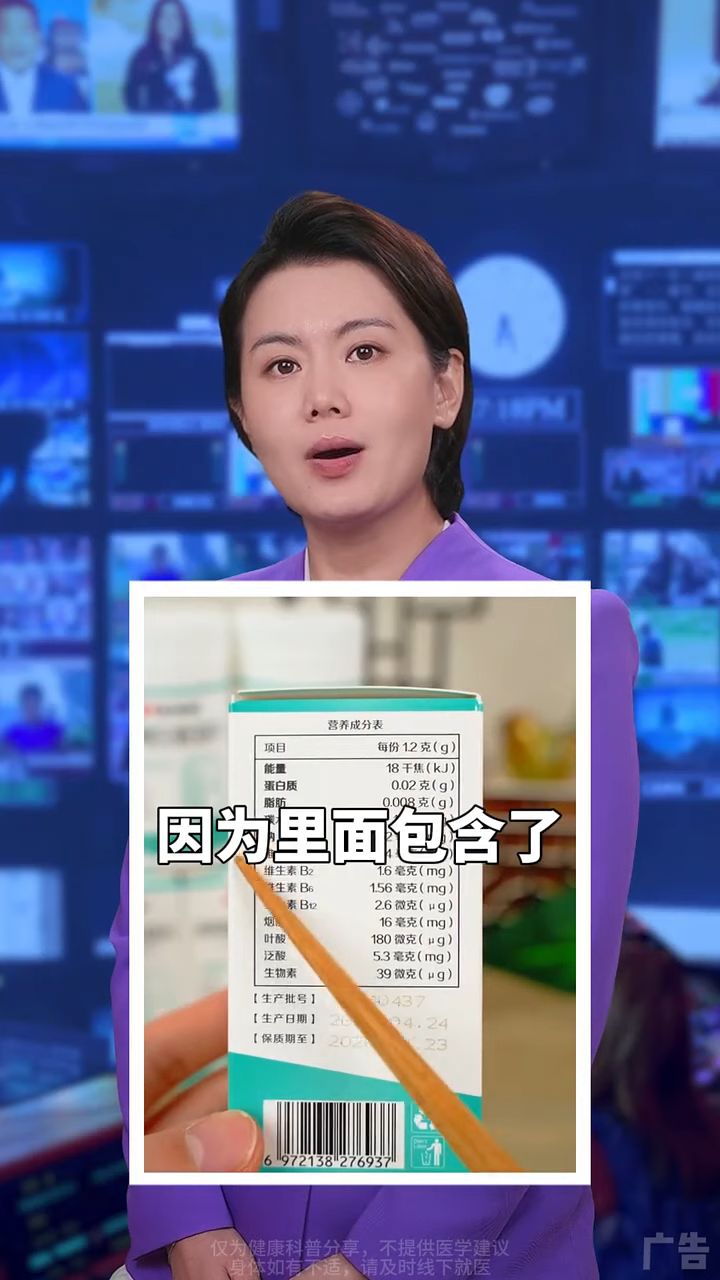 7:18PM
营养成分表
项目 每份 1.2 克(g)
能量 18 千焦(kJ)
蛋白质 0.02 克(g)
脂肪 0.008 克(g)
因为里面包含了
维生素 B2 1.6 毫克(mg)
维生素 B6 1.56 毫克(mg)
素 B12 2.6 微克(μg)
烟 16 毫克(mg)
叶酸 180 微克(μg)
泛酸 5.3 毫克(mg)
生物素 39 微克(μg)
【生产批号】 0437
【生产日期】 04.24
【保质期至】 .23
6 972138 276937
仅为健康科普分享，不提供医学建议
身体如有不适，请及时线下就医
广告